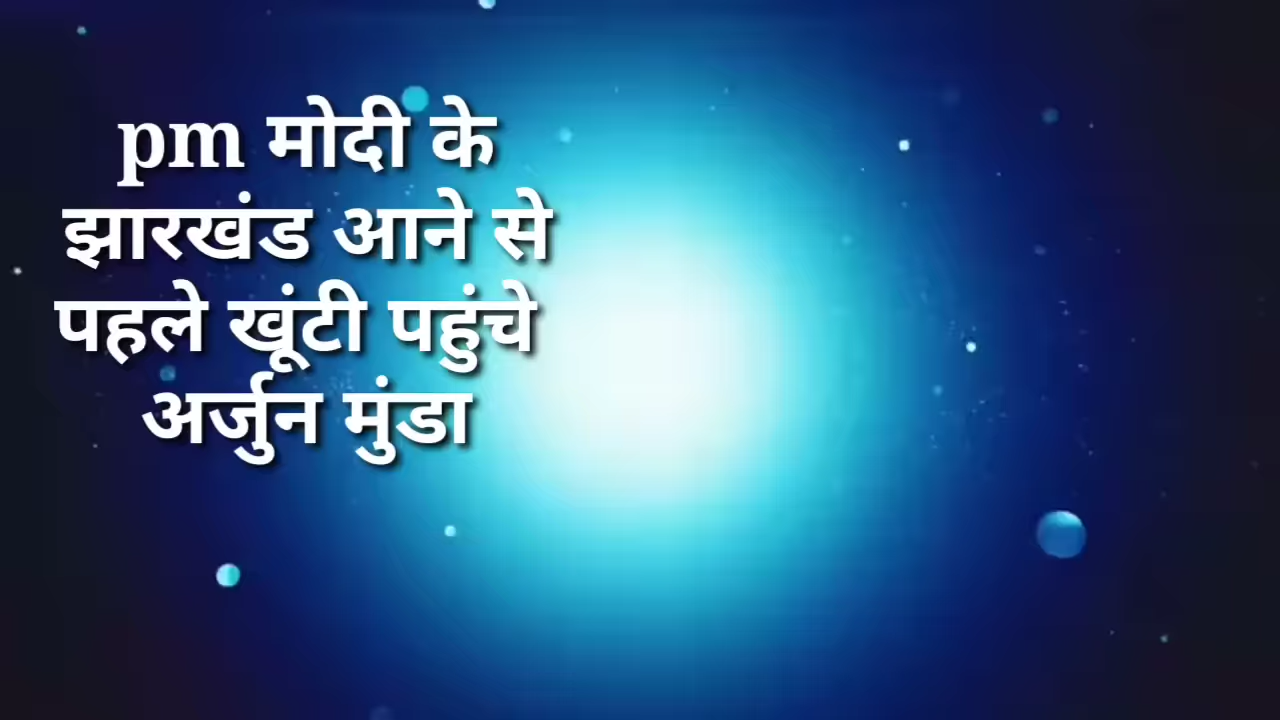 pm मोदी के
झारखंड आने से
पहले खूंटी पहुंचे
अर्जुन मुंडा